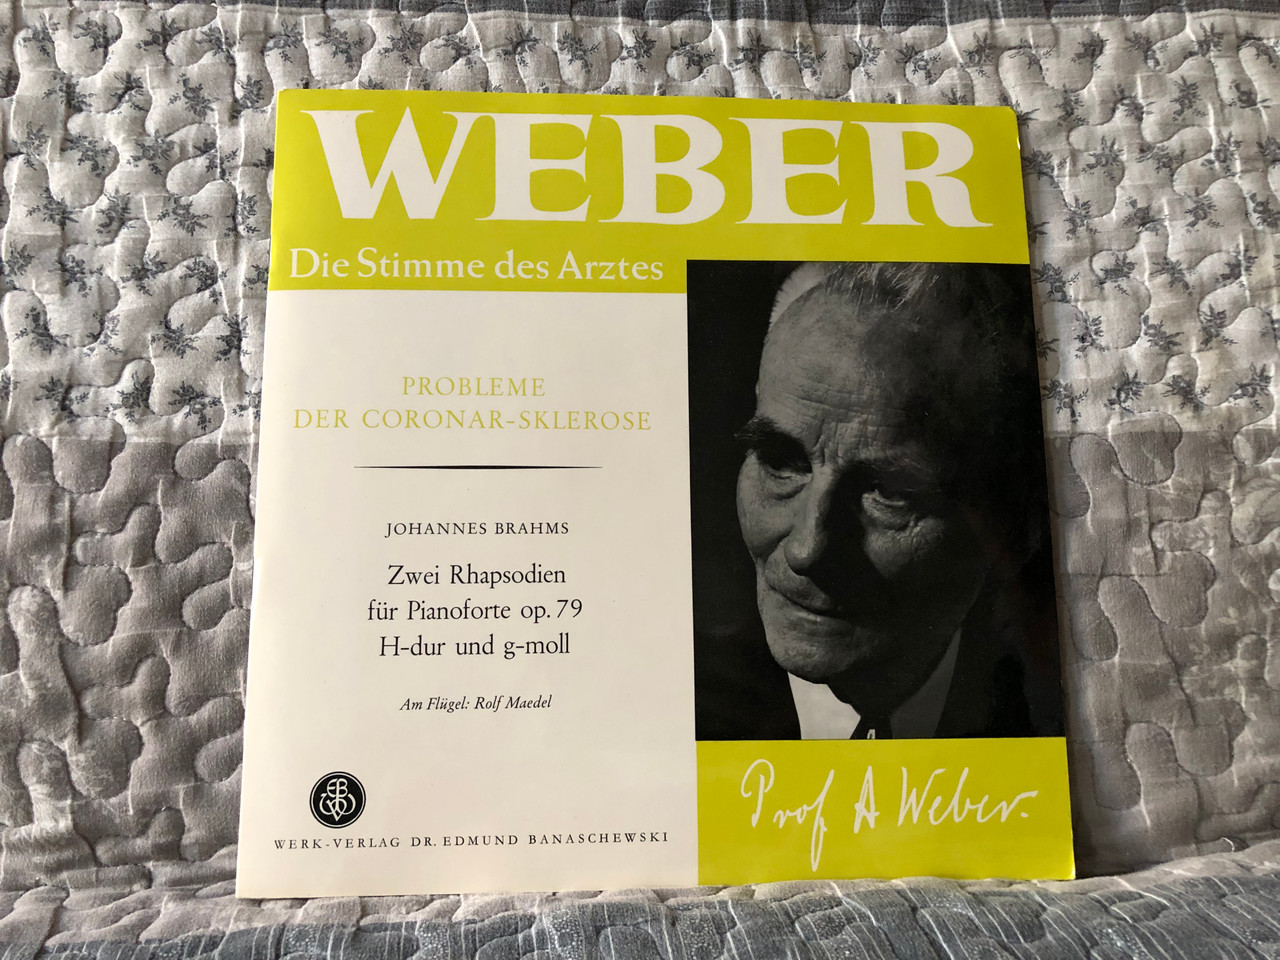 WEBER
Die Stimme des Arztes
PROBLEME
DER CORONAR-SKLEROSE
JOHANNES BRAHMS
Zwei Rhapsodien
für Pianoforte op. 79
H-dur und g-moll
Am Flügel: Rolf Maedel
EBW
WERK-VERLAG DR. EDMUND BANASCHEWSKI
Prof A Weber.